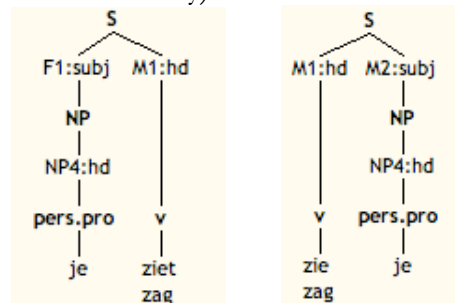 S S
F1:subj M1:hd M1:hd M2:subj
NP NP
NP4:hd NP4:hd
pers.pro v v pers.pro
je ziet zie je
zag zag